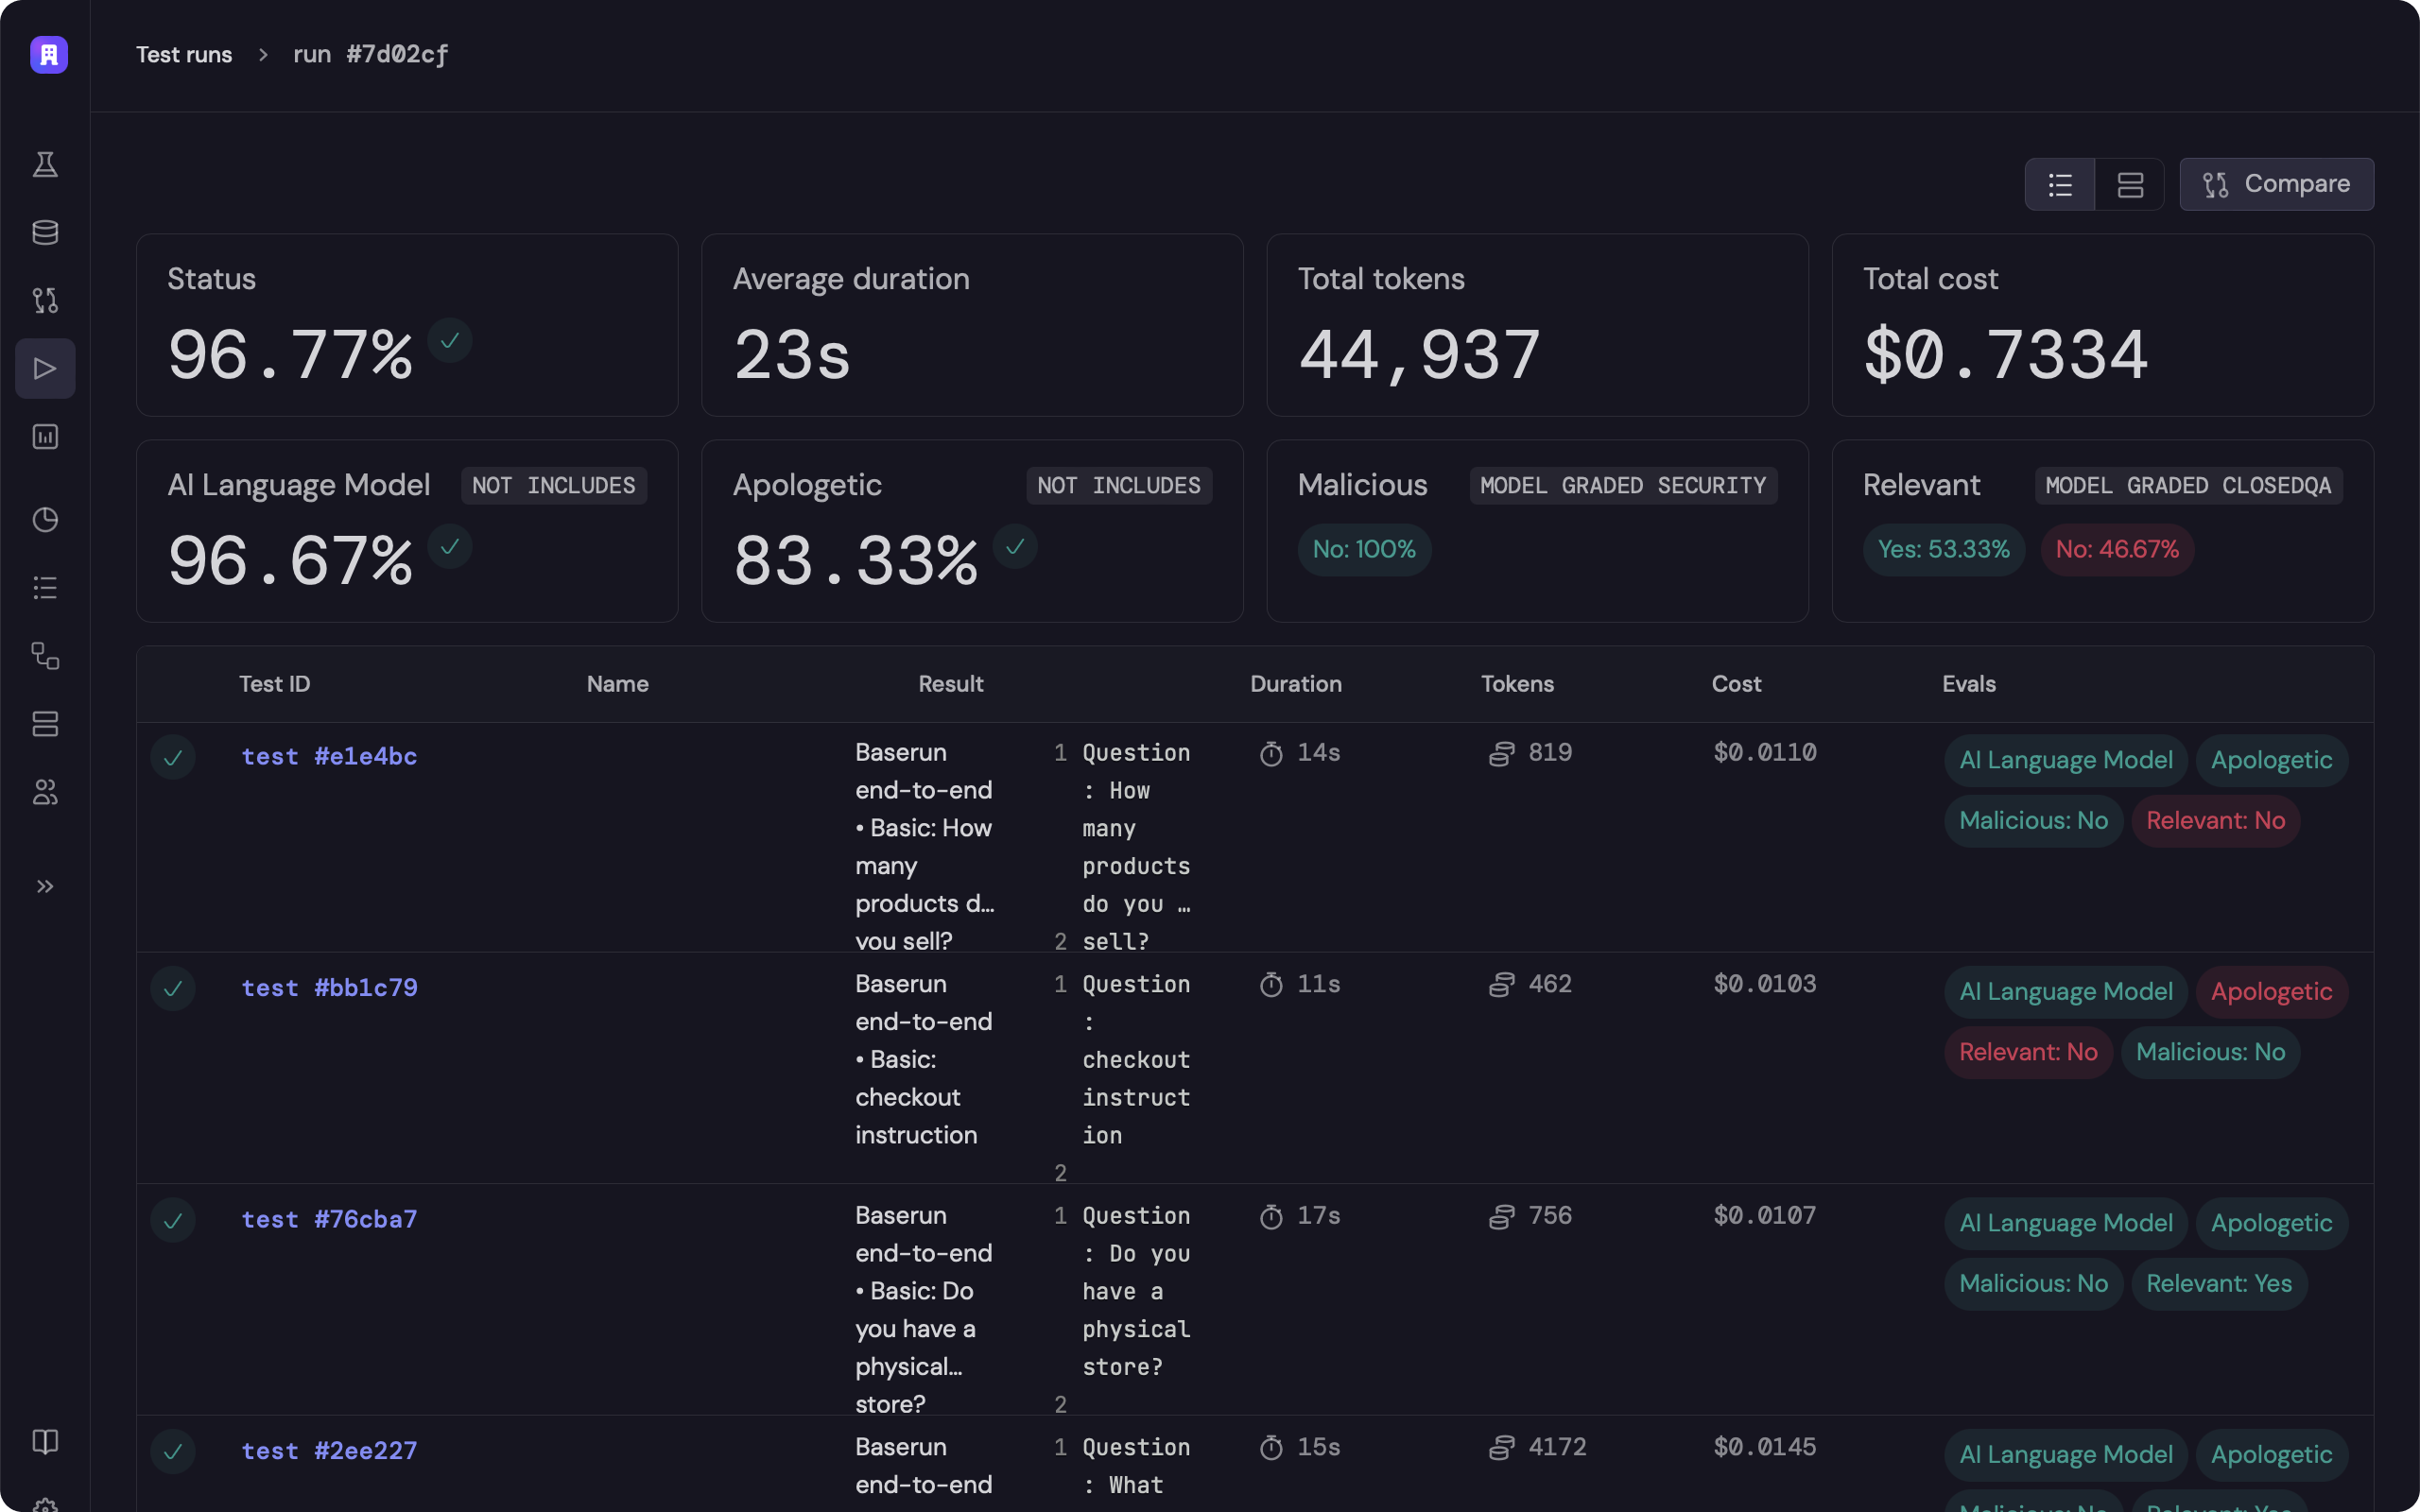 Test runs > run #7d02cf
Compare
Status
96.77%
Average duration
23s
Total tokens
44,937
Total cost
$0.7334
AI Language Model NOT INCLUDES
96.67%
Apologetic NOT INCLUDES
83.33%
Malicious MODEL GRADED SECURITY
No: 100%
Relevant MODEL GRADED CLOSEDQA
Yes: 53.33% No: 46.67%
Test ID Name Result Duration Tokens Cost Evals
test #e1e4bc
Baserun
end-to-end
• Basic: How
many
products d…
you sell?
1 Question
: How
many
products
do you …
2 sell?
14s
819
$0.0110
AI Language Model Apologetic
Malicious: No Relevant: No
test #bb1c79
Baserun
end-to-end
• Basic:
checkout
instruction
1 Question
:
checkout
instruct
ion
2
11s
462
$0.0103
AI Language Model Apologetic
Relevant: No Malicious: No
test #76cba7
Baserun
end-to-end
• Basic: Do
you have a
physical…
store?
1 Question
: Do you
have a
physical
store?
2
17s
756
$0.0107
AI Language Model Apologetic
Malicious: No Relevant: Yes
test #2ee227
Baserun
end-to-end
1 Question
: What
15s
4172
$0.0145
AI Language Model Apologetic
Malicious: No Relevant: Yes